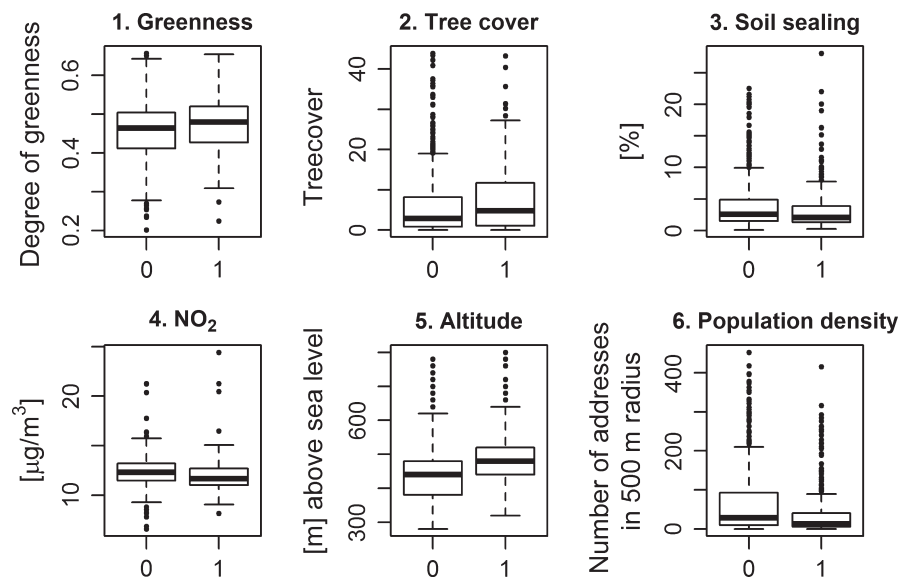 1. Greenness
Degree of greenness
0.2 0.4 0.6
0 1
2. Tree cover
Treecover
0 20 40
0 1
3. Soil sealing
[%]
0 10 20
0 1
4. NO₂
[μg/m³]
10 20
0 1
5. Altitude
[m] above sea level
300 600
0 1
6. Population density
Number of addresses
in 500 m radius
0 200 400
0 1